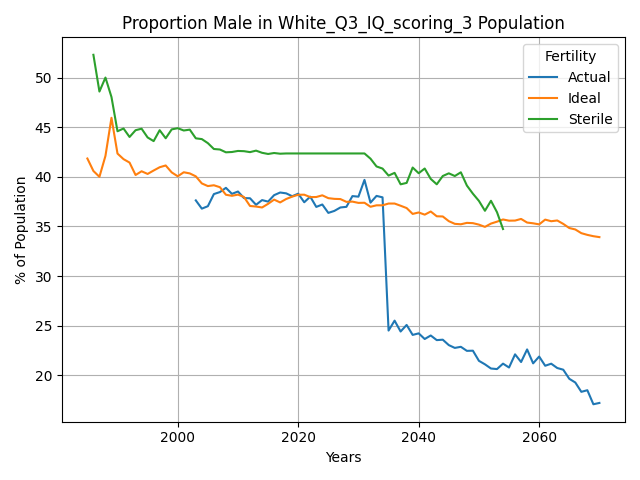 Proportion Male in White_Q3_IQ_scoring_3 Population
Fertility
Actual
Ideal
Sterile
% of Population
50
45
40
35
30
25
20
2000
2020
2040
2060
Years